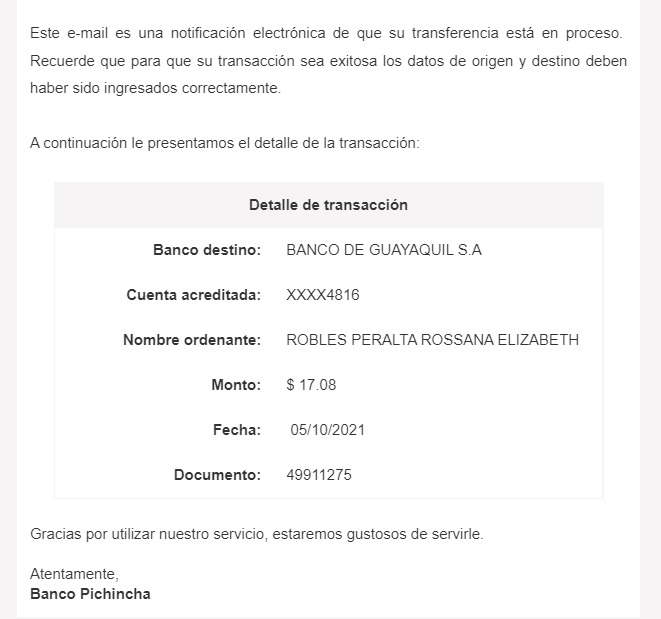 Este e-mail es una notificación electrónica de que su transferencia está en proceso.
Recuerde que para que su transacción sea exitosa los datos de origen y destino deben
haber sido ingresados correctamente.
A continuación le presentamos el detalle de la transacción:
Detalle de transacción
Banco destino: BANCO DE GUAYAQUIL S.A
Cuenta acreditada: XXXX4816
Nombre ordenante: ROBLES PERALTA ROSSANA ELIZABETH
Monto: $ 17.08
Fecha: 05/10/2021
Documento: 49911275
Gracias por utilizar nuestro servicio, estaremos gustosos de servirle.
Atentamente,
Banco Pichincha